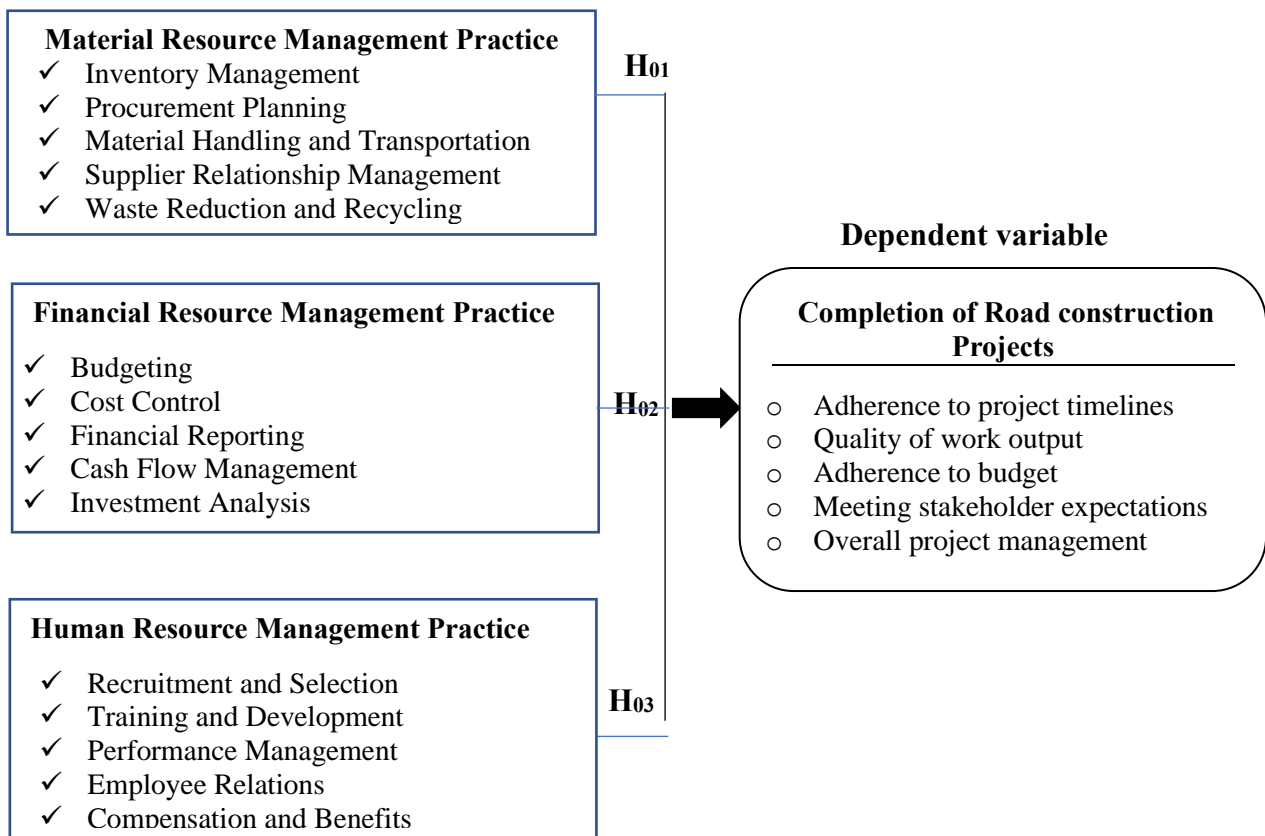 Material Resource Management Practice
✓ Inventory Management
✓ Procurement Planning
✓ Material Handling and Transportation
✓ Supplier Relationship Management
✓ Waste Reduction and Recycling
H01
Financial Resource Management Practice
✓ Budgeting
✓ Cost Control
✓ Financial Reporting
✓ Cash Flow Management
✓ Investment Analysis
H02
Human Resource Management Practice
✓ Recruitment and Selection
✓ Training and Development
✓ Performance Management
✓ Employee Relations
✓ Compensation and Benefits
H03
Dependent variable
Completion of Road construction
Projects
o Adherence to project timelines
o Quality of work output
o Adherence to budget
o Meeting stakeholder expectations
o Overall project management